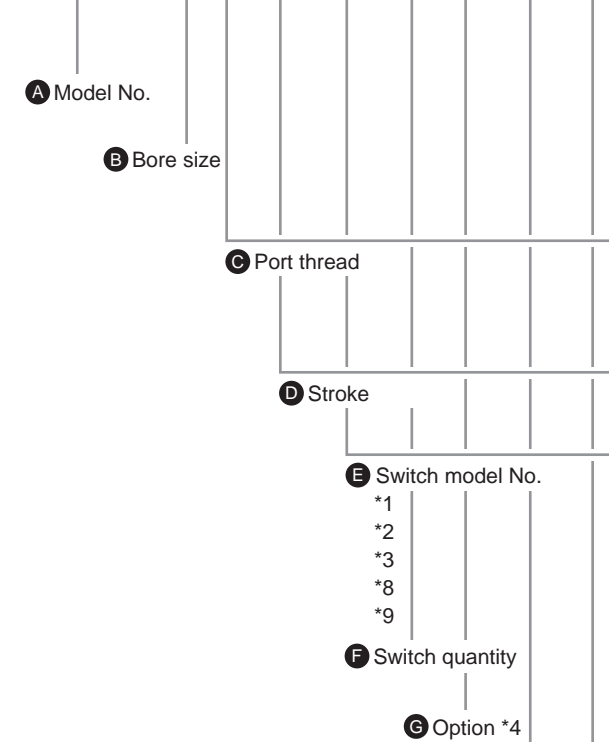 A Model No.
B Bore size
C Port thread
D Stroke
E Switch model No.
*1
*2
*3
*8
*9
F Switch quantity
G Option *4